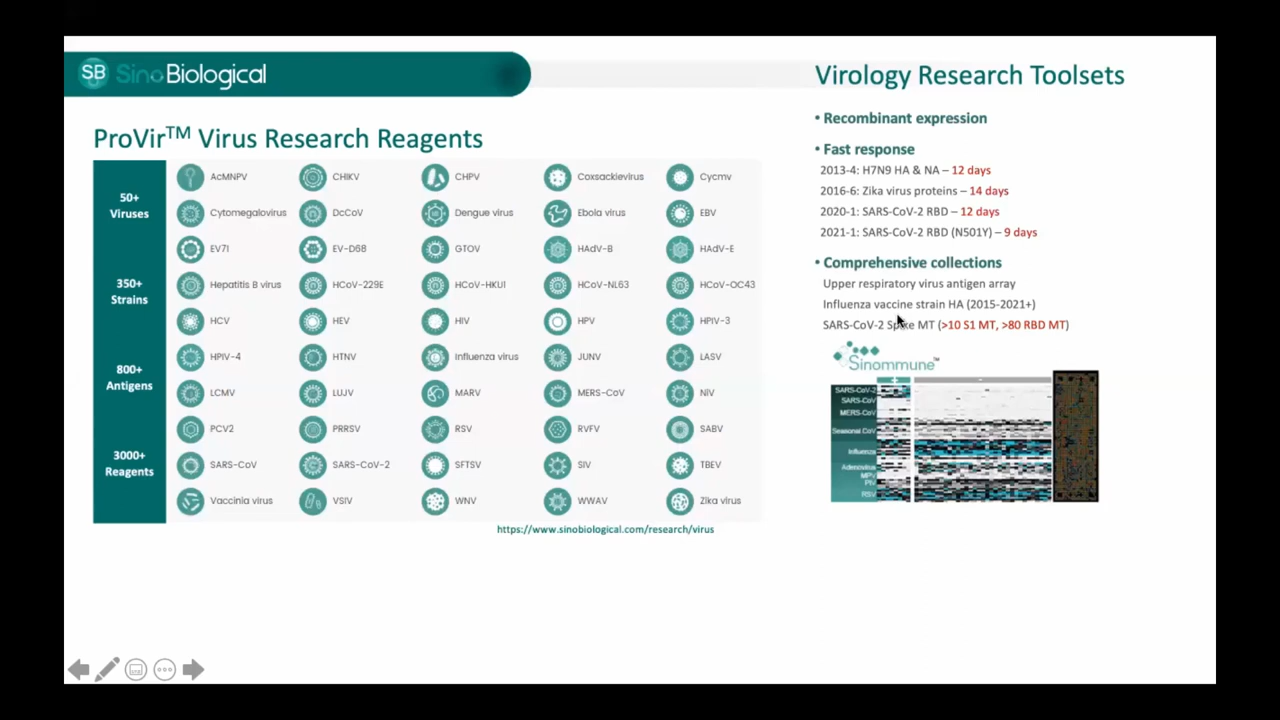 SB SinoBiological
Virology Research Toolsets
ProVir™ Virus Research Reagents
50+
Viruses
350+
Strains
800+
Antigens
3000+
Reagents
AcMNPV CHIKV CHPV Coxsackievirus Cycmv
Cytomegalovirus DcCoV Dengue virus Ebola virus EBV
EV71 EV-D68 GTOV HAdV-B HAdV-E
Hepatitis B virus HCoV-229E HCoV-HKU1 HCoV-NL63 HCoV-OC43
HCV HEV HIV HPV HPIV-3
HPIV-4 HTNV Influenza virus JUNV LASV
LCMV LUJV MARV MERS-CoV NiV
PCV2 PRRSV RSV RVFV SABV
SARS-CoV SARS-CoV-2 SFTSV SIV TBEV
Vaccinia virus VSIV WNV WWAV Zika virus
https://www.sinobiological.com/research/virus
• Recombinant expression
• Fast response
2013-4: H7N9 HA & NA – 12 days
2016-6: Zika virus proteins – 14 days
2020-1: SARS-CoV-2 RBD – 12 days
2021-1: SARS-CoV-2 RBD (N501Y) – 9 days
• Comprehensive collections
Upper respiratory virus antigen array
Influenza vaccine strain HA (2015-2021+)
SARS-CoV-2 Spike MT (>10 S1 MT, >80 RBD MT)
Sinommune™
+ -
SARS-CoV-2
SARS-CoV
MERS-CoV
Seasonal CoV
Influenza
Adenovirus
MPV
PIV
RSV